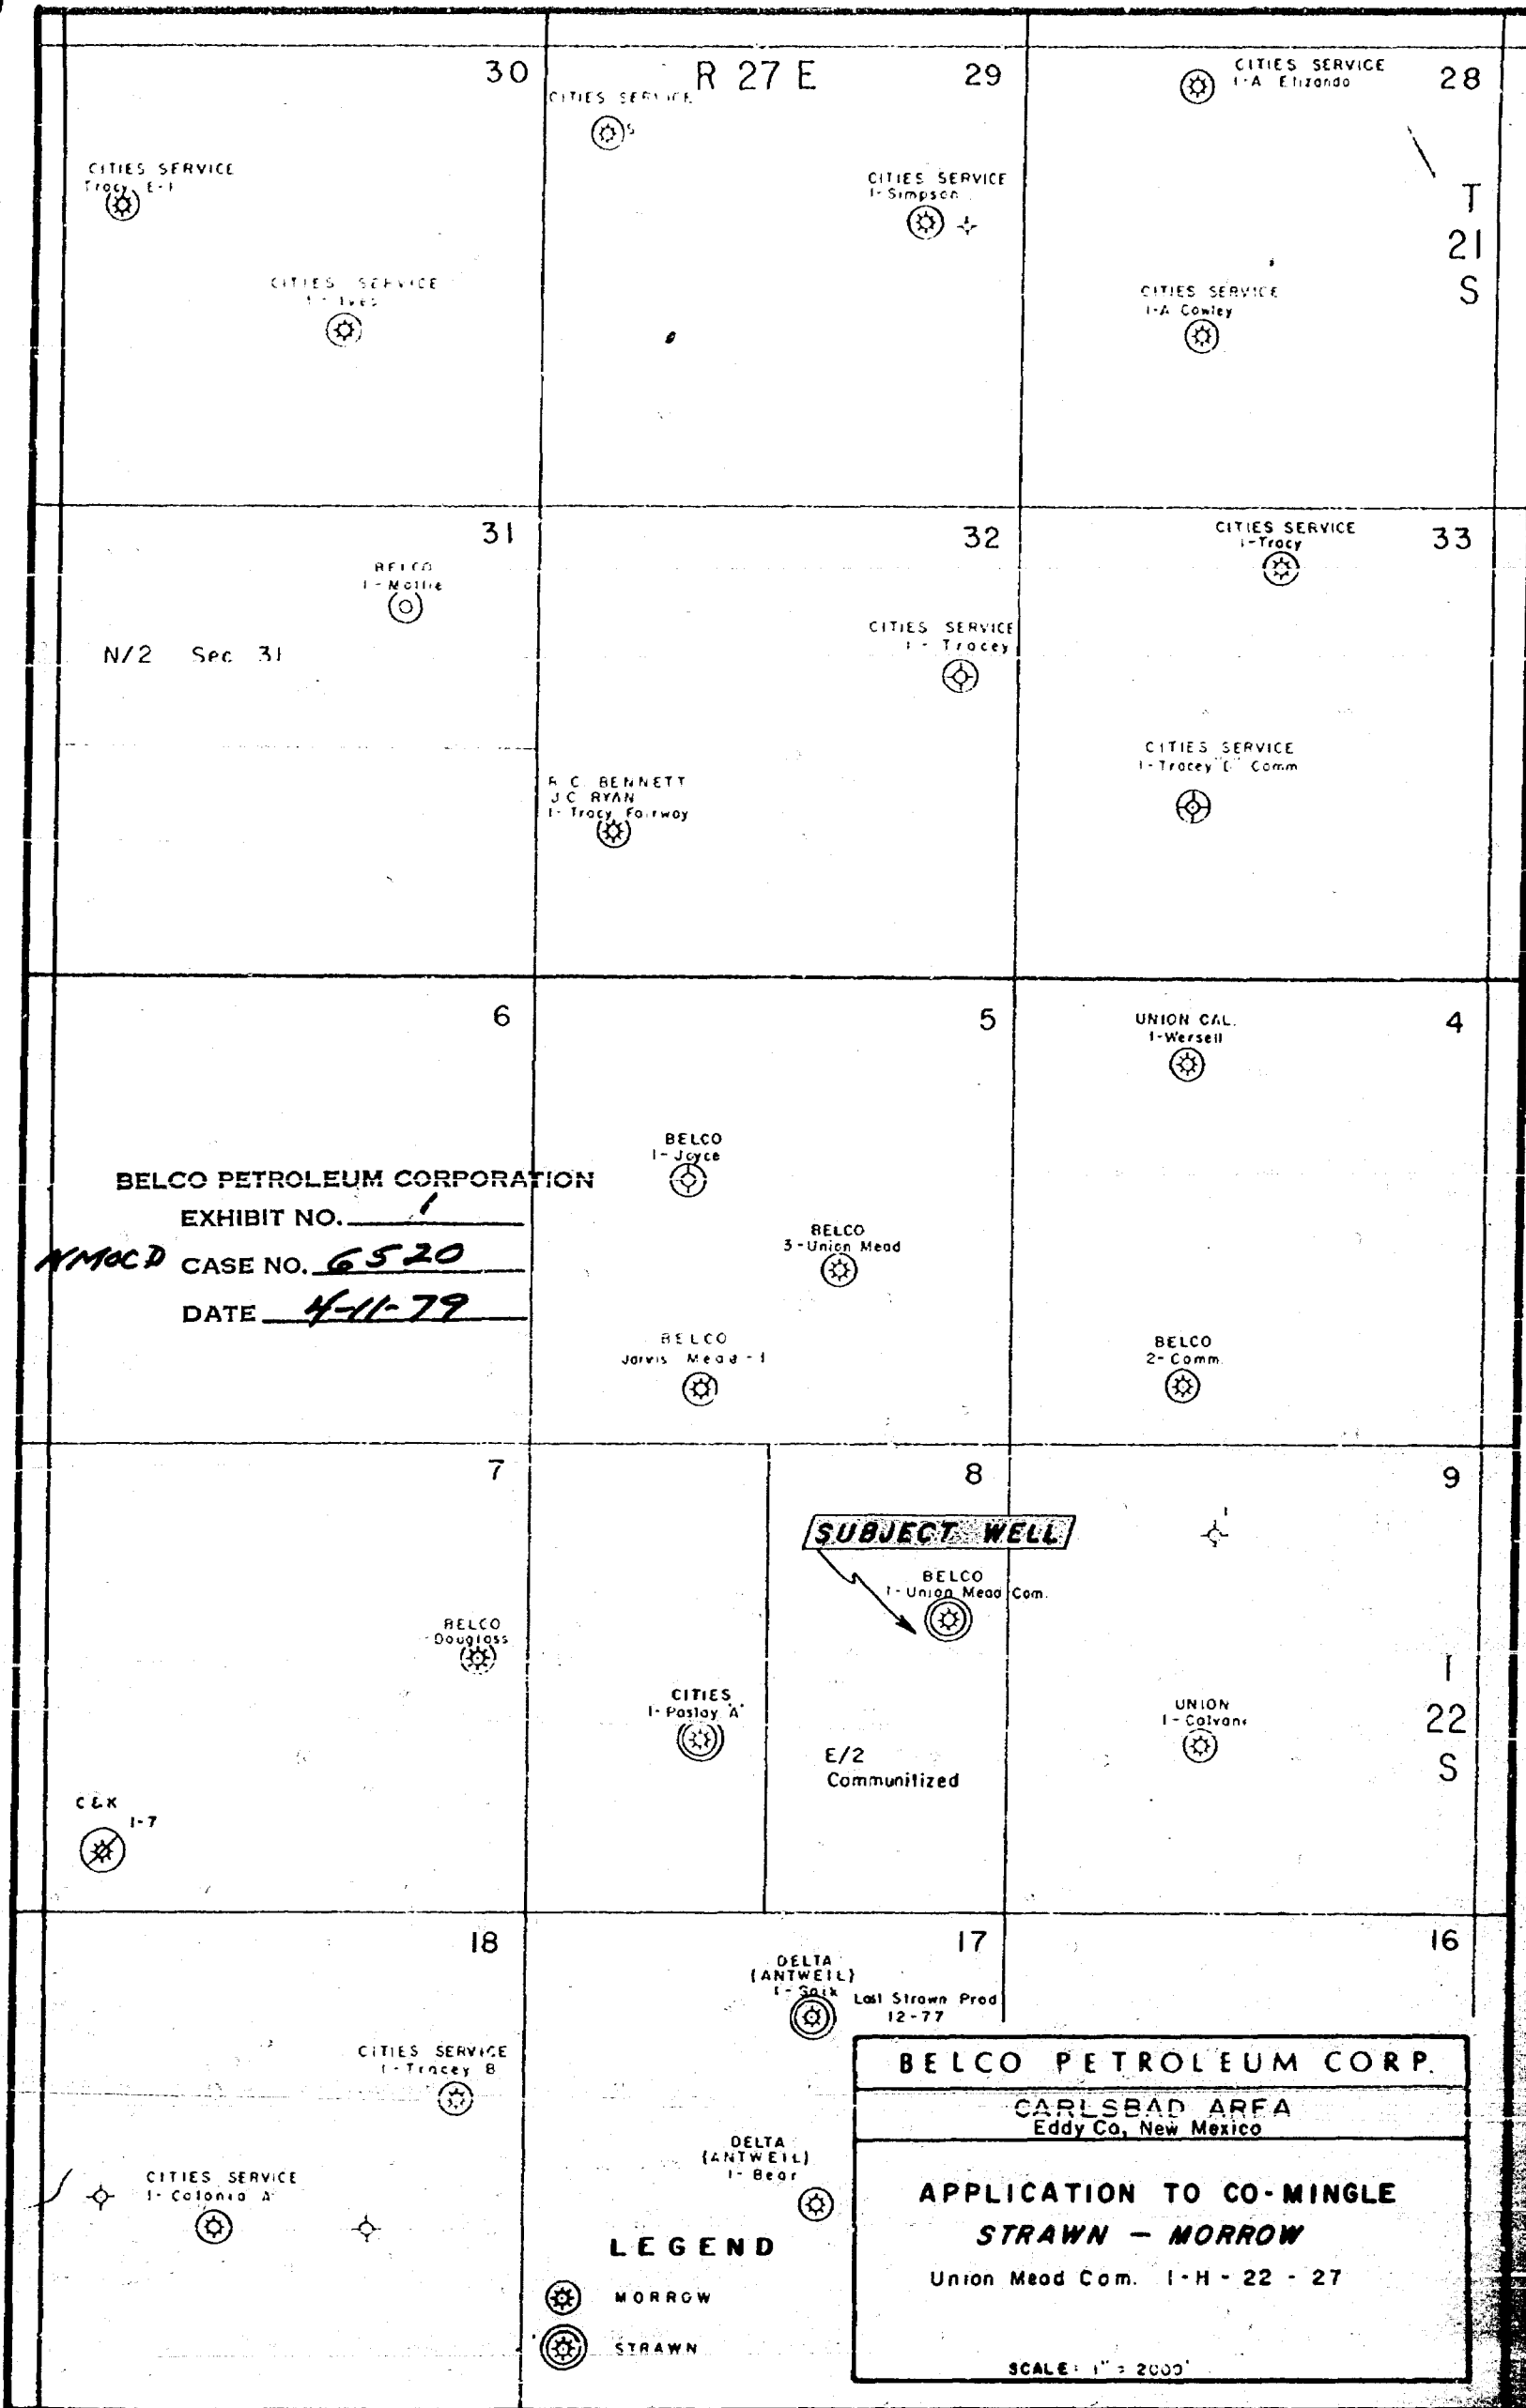 30
R 27 E
29
CITIES SERVICE
1-A Elizondo
28
CITIES SERVICE
CITIES SERVICE
Tracy E-1
CITIES SERVICE
1-Simpson
T
21
S
CITIES SERVICE
1-Ives
CITIES SERVICE
1-A Cowley
31
32
CITIES SERVICE
1-Tracy
33
BELCO
1-Mollie
N/2 Sec 31
CITIES SERVICE
1 - Tracey
CITIES SERVICE
Comm
R C. BENNETT
J C RYAN
1- Tracy Fairway
6
5
UNION CAL.
1-Wersell
4
BELCO
1-Joyce
BELCO PETROLEUM CORPORATION
EXHIBIT NO. 1
NMOCD CASE NO. 6520
DATE 4-11-79
BELCO
3-Union Mead
BELCO
Jarvis Mead-1
BELCO
2-Comm.
7
8
9
1
SUBJECT WELL
BELCO
1-Union Mead Com.
BELCO
Douglass
CITIES
1-Paslay 'A'
UNION
1-Calvani
22
S
E/2
Communitized
C&K
1-7
18
17
16
DELTA
(ANTWEIL)
Last Strawn Prod
12-77
CITIES SERVICE
1-Tracey B
DELTA
(ANTWEIL)
1-Bear
CITIES SERVICE
LEGEND
MORROW
STRAWN
BELCO PETROLEUM CORP.
CARLSBAD AREA
Eddy Co, New Mexico
APPLICATION TO CO-MINGLE
STRAWN - MORROW
Union Mead Com. 1-H-22-27
SCALE: 1" = 2000'